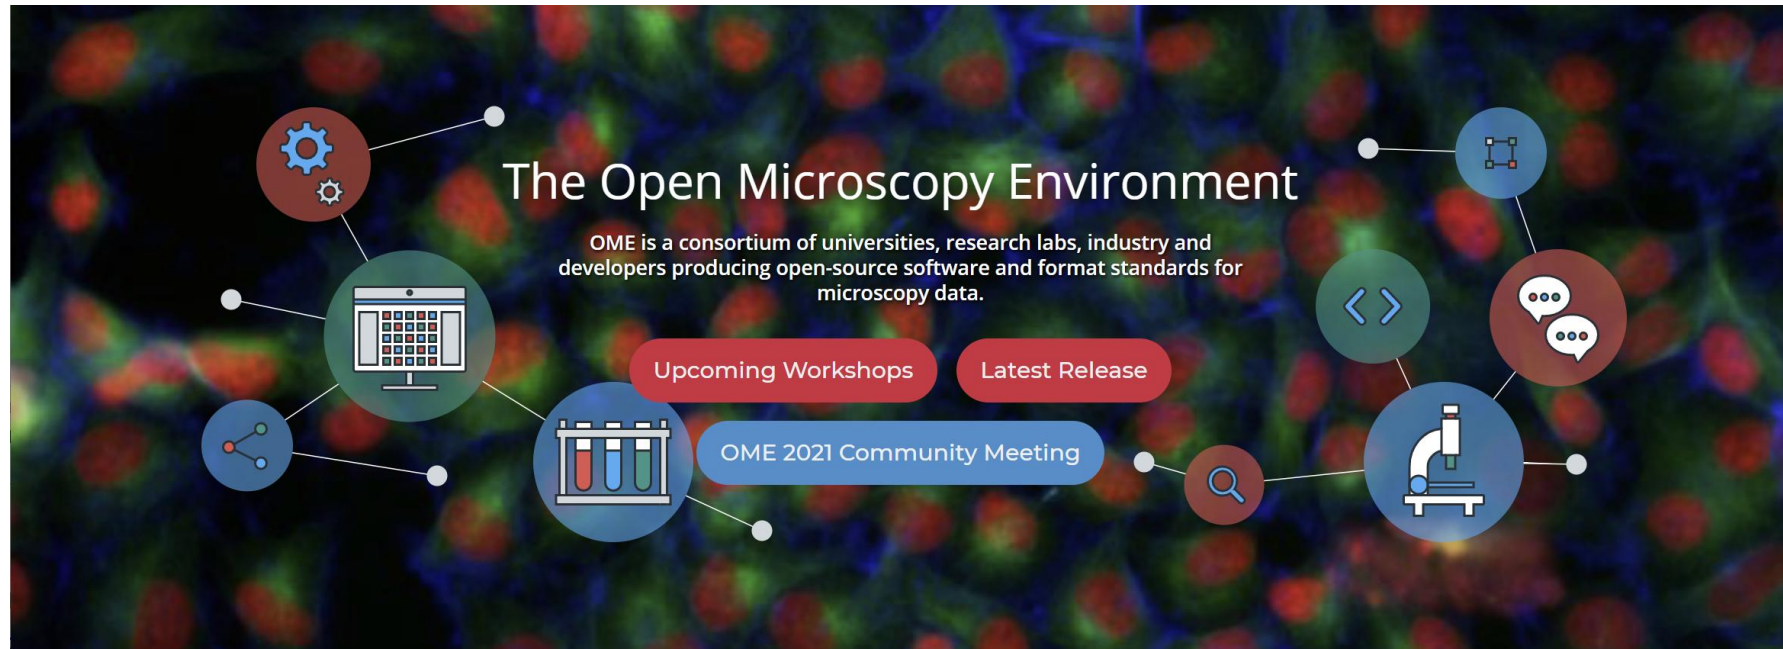 The Open Microscopy Environment
OME is a consortium of universities, research labs, industry and
developers producing open-source software and format standards for
microscopy data.
Upcoming Workshops
Latest Release
OME 2021 Community Meeting